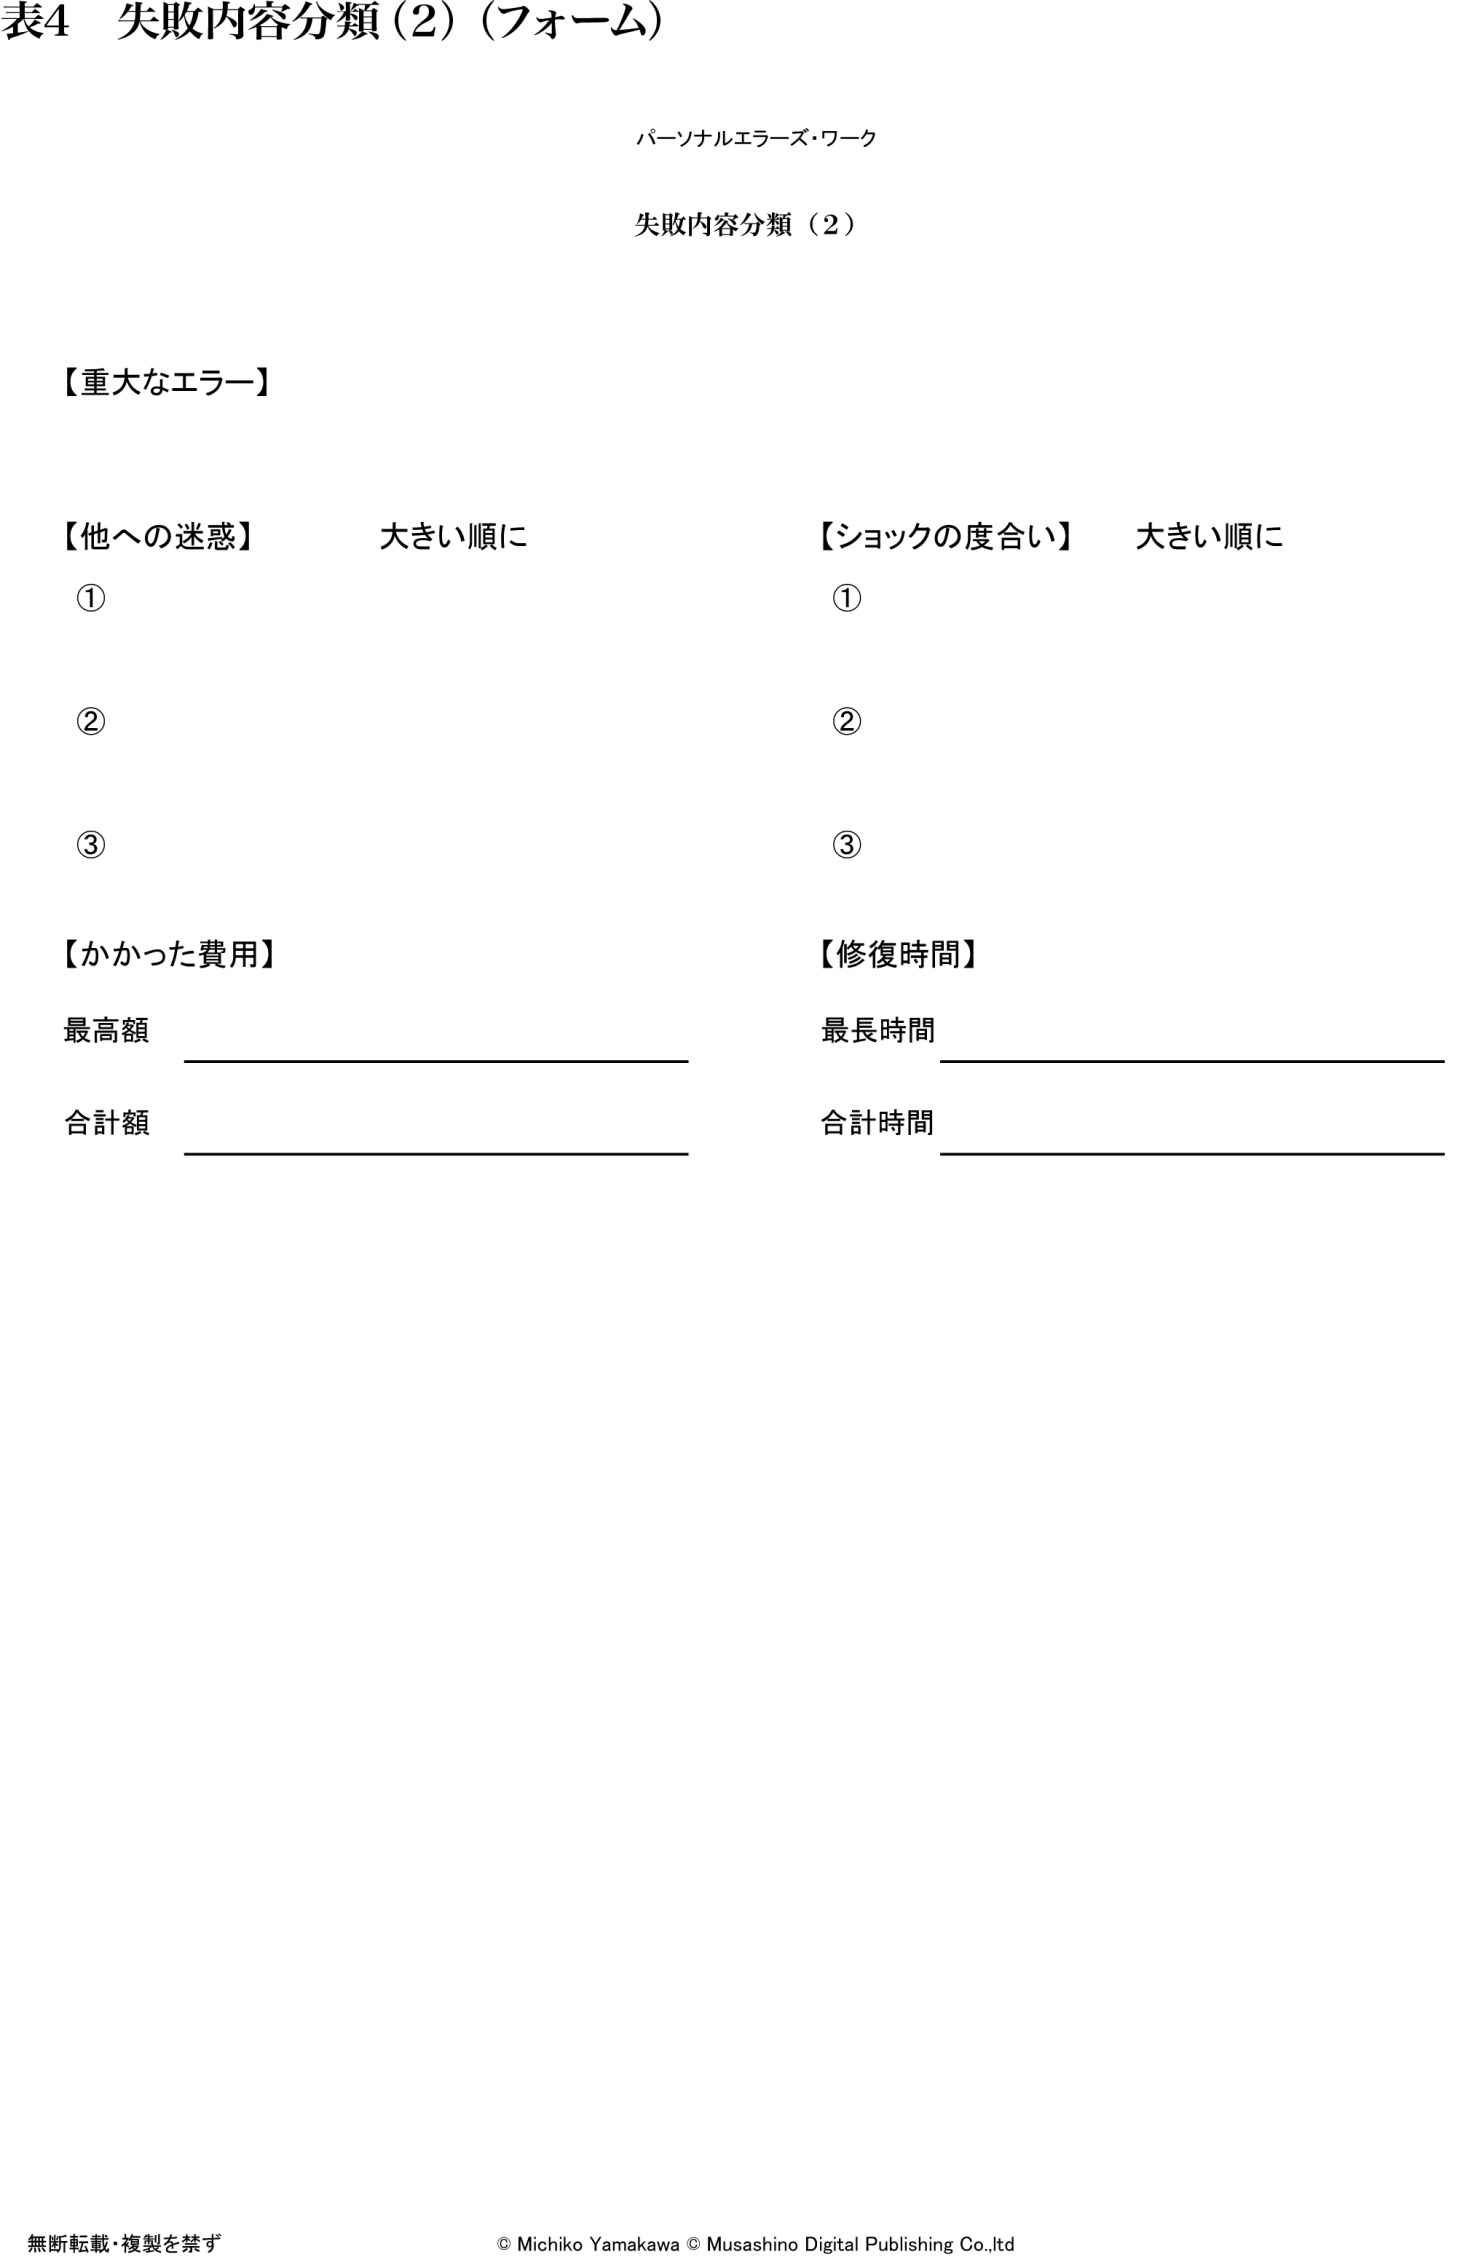 表4　失敗内容分類（2）（フォーム）
パーソナルエラーズ・ワーク
失敗内容分類（２）
【重大なエラー】
【他への迷惑】　大きい順に
①
②
③
【ショックの度合い】　大きい順に
①
②
③
【かかった費用】
最高額
合計額
【修復時間】
最長時間
合計時間
無断転載・複製を禁ず
© Michiko Yamakawa © Musashino Digital Publishing Co.,ltd